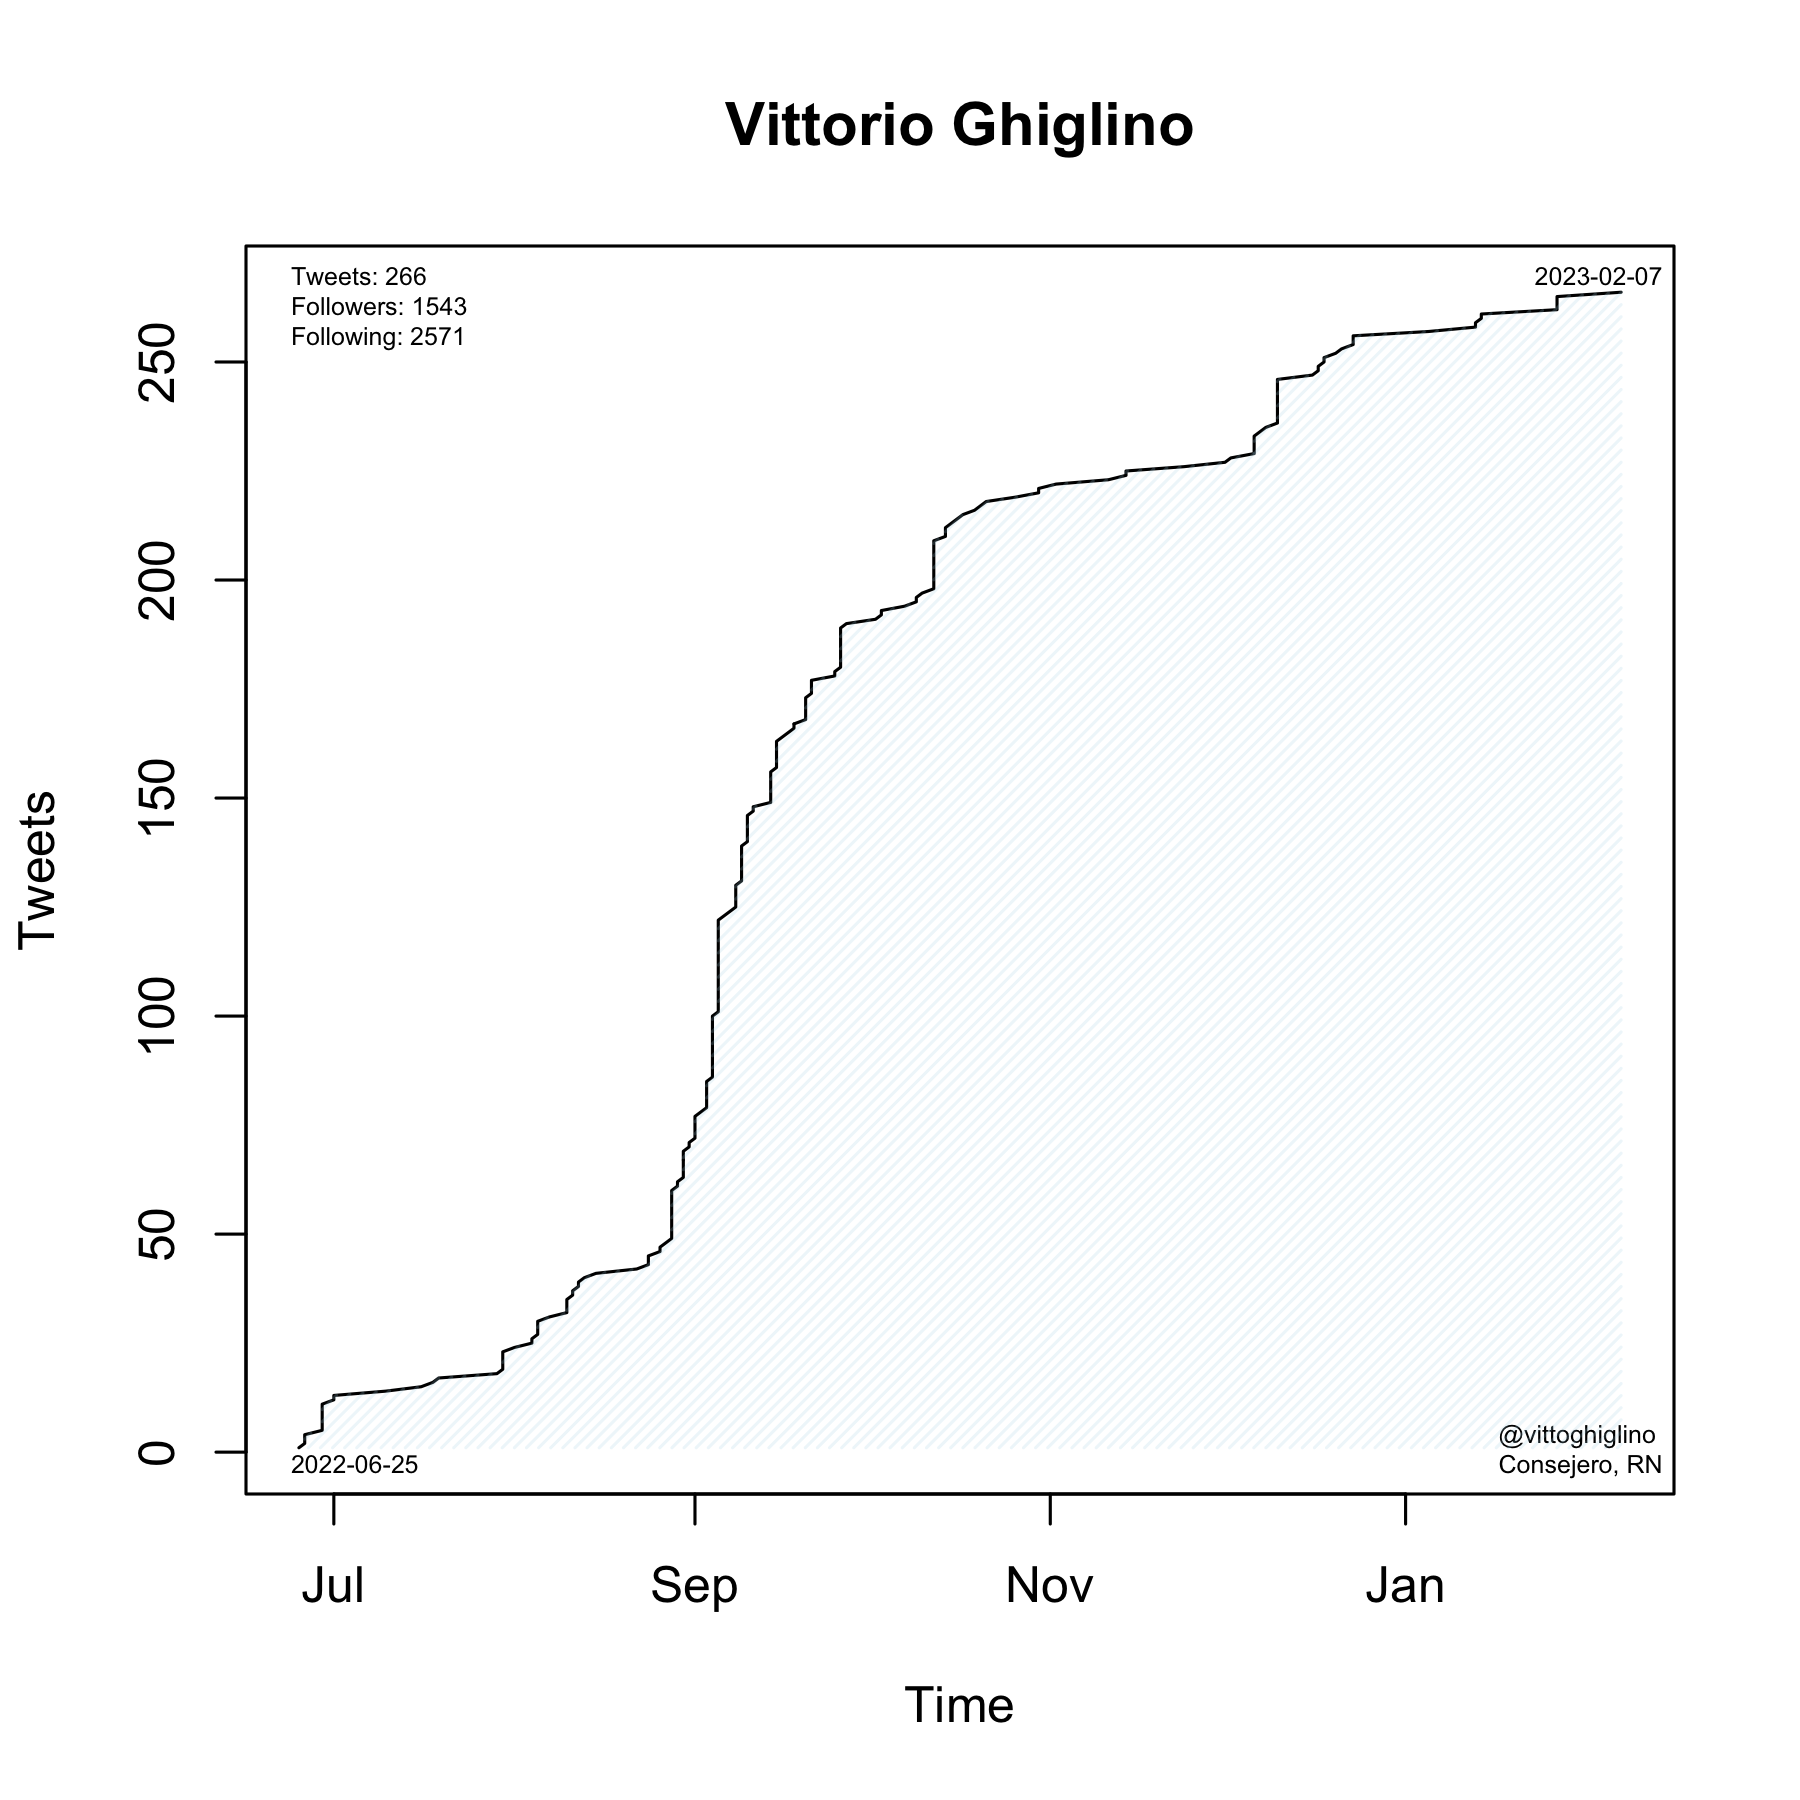 Vittorio Ghiglino
Tweets: 266
Followers: 1543
Following: 2571
2023-02-07
250
200
150
100
50
0
Tweets
2022-06-25
@vittoghiglino
Consejero, RN
Jul
Sep
Nov
Jan
Time